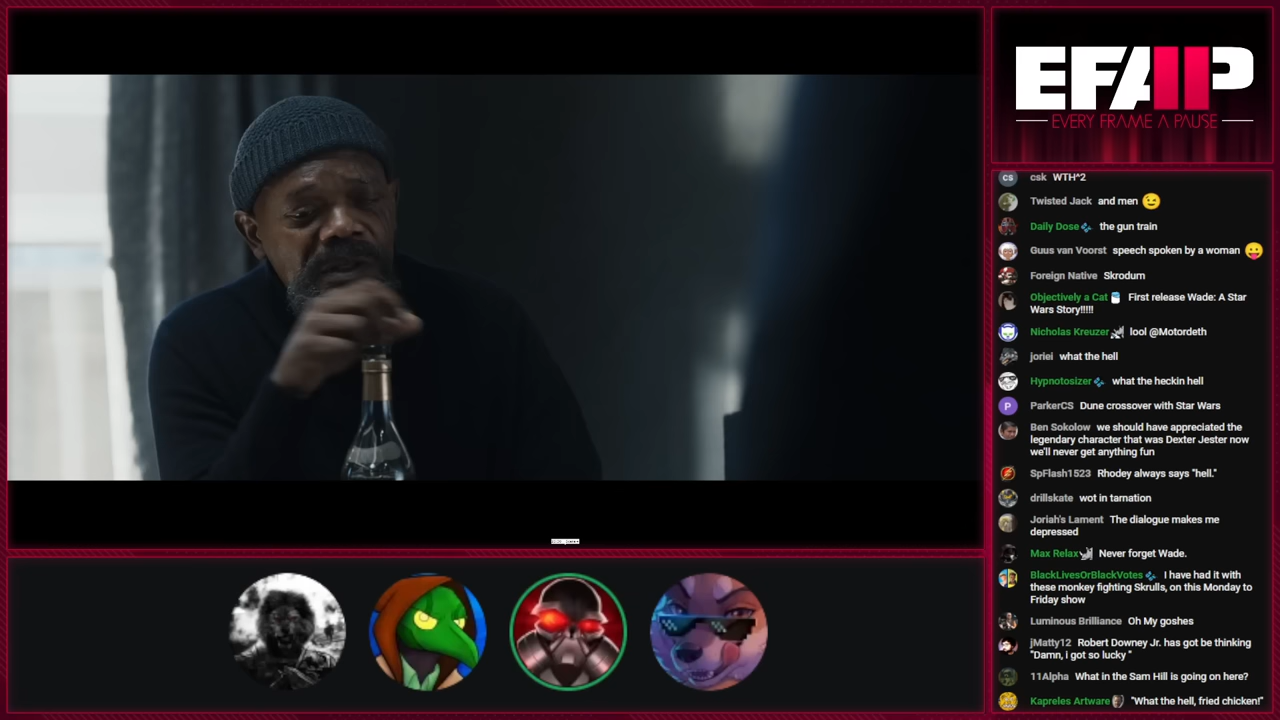 EFAP
EVERY FRAME A PAUSE
CS csk WTH^2
Twisted Jack and men
Daily Dose the gun train
Guus van Voorst speech spoken by a woman
Foreign Native Skrodum
Objectively a Cat First release Wade: A Star
Wars Story!!!!!
Nicholas Kreuzer lool @Motordeth
joriei what the hell
Hypnotosizer what the heckin hell
P ParkerCS Dune crossover with Star Wars
Ben Sokolow we should have appreciated the
legendary character that was Dexter Jester now
we'll never get anything fun
SpFlash1523 Rhodey always says "hell."
drillskate wot in tarnation
Joriah's Lament The dialogue makes me
depressed
Max Relax Never forget Wade.
BlackLivesOrBlackVotes I have had it with
these monkey fighting Skrulls, on this Monday to
Friday show
Luminous Brilliance Oh My goshes
jMatty12 Robert Downey Jr. has got be thinking
"Damn, i got so lucky "
11Alpha What in the Sam Hill is going on here?
Kapreles Artware "What the hell, fried chicken!"